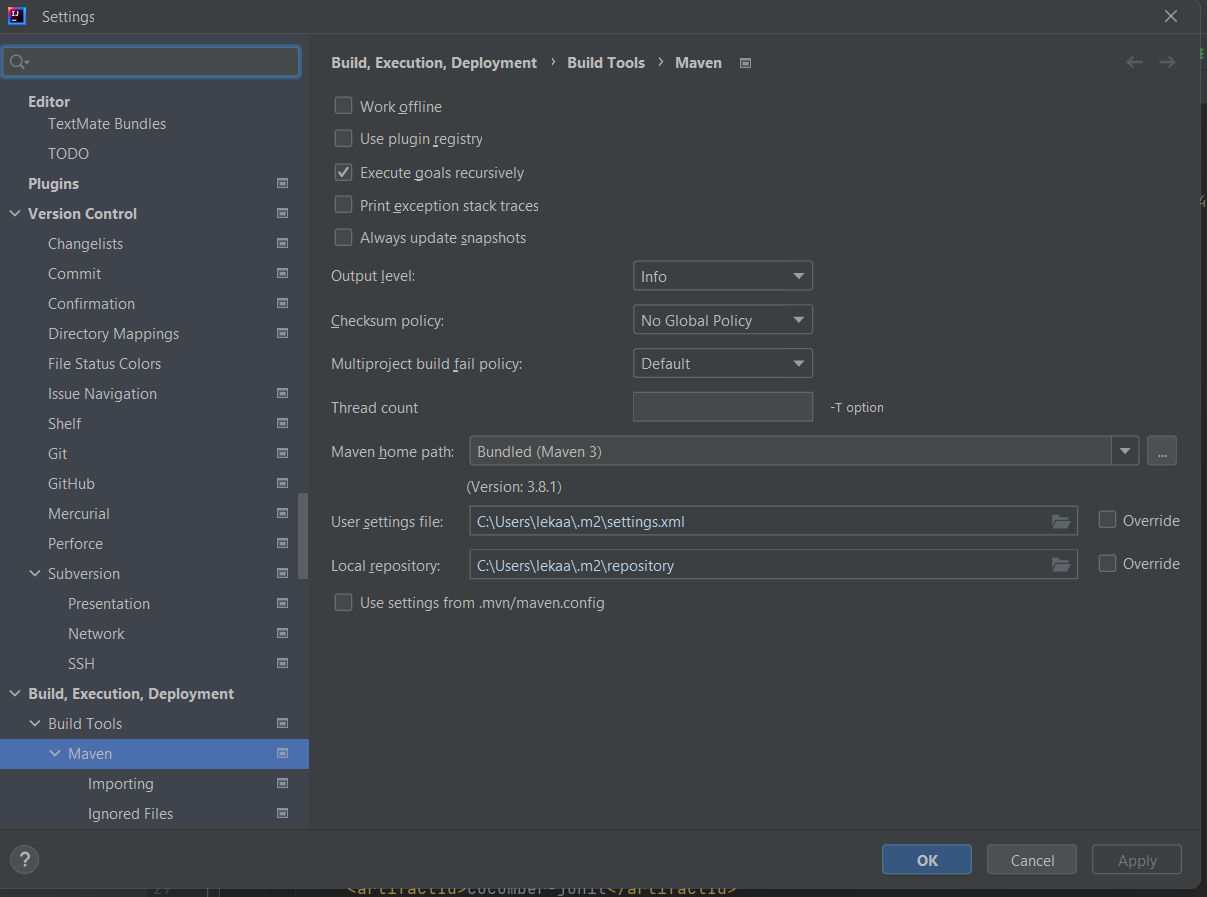 Settings
Editor
TextMate Bundles
TODO
Plugins
Version Control
Changelists
Commit
Confirmation
Directory Mappings
File Status Colors
Issue Navigation
Shelf
Git
GitHub
Mercurial
Perforce
Subversion
Presentation
Network
SSH
Build, Execution, Deployment
Build Tools
Maven
Importing
Ignored Files
Build, Execution, Deployment › Build Tools › Maven
Work offline
Use plugin registry
Execute goals recursively
Print exception stack traces
Always update snapshots
Output level: Info
Checksum policy: No Global Policy
Multiproject build fail policy: Default
Thread count -T option
Maven home path: Bundled (Maven 3) ...
(Version: 3.8.1)
User settings file: C:\Users\lekaa\.m2\settings.xml Override
Local repository: C:\Users\lekaa\.m2\repository Override
Use settings from .mvn/maven.config
? OK Cancel Apply